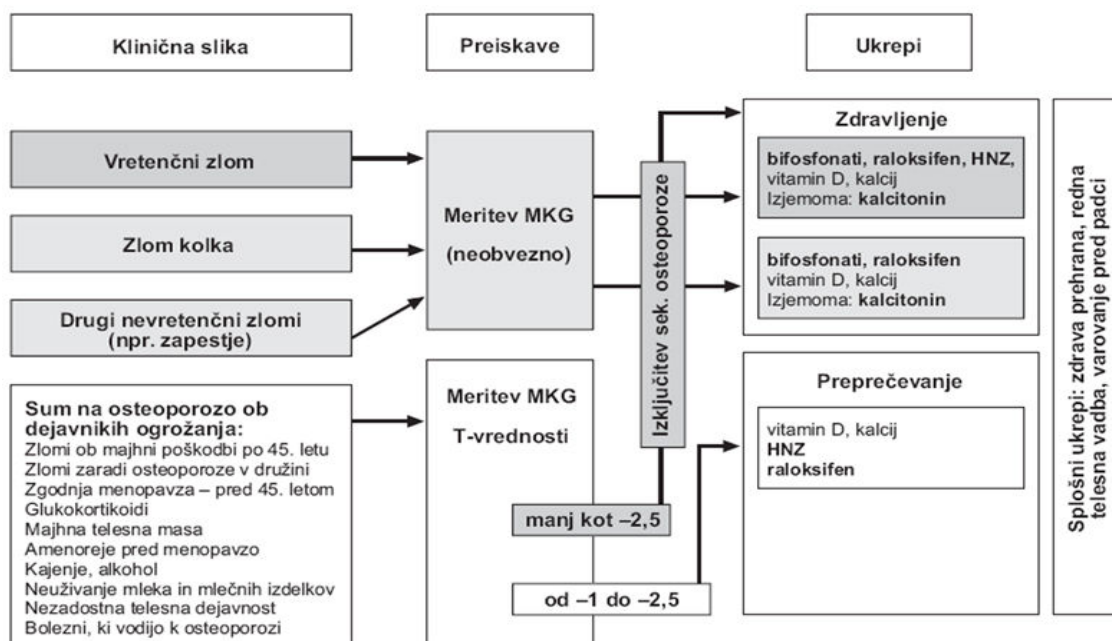 Klinična slika
Preiskave
Ukrepi
Vretenčni zlom
Zlom kolka
Drugi nevretenčni zlomi
(npr. zapestje)
Sum na osteoporozo ob
dejavnikih ogrožanja:
Zlomi ob majhni poškodbi po 45. letu
Zlomi zaradi osteoporoze v družini
Zgodnja menopavza – pred 45. letom
Glukokortikoidi
Majhna telesna masa
Amenoreje pred menopavzo
Kajenje, alkohol
Neuživanje mleka in mlečnih izdelkov
Nezadostna telesna dejavnost
Bolezni, ki vodijo k osteoporozi
Meritev MKG
(neobvezno)
Meritev MKG
T-vrednosti
manj kot –2,5
od –1 do –2,5
Izključitev sek. osteoporoze
Zdravljenje
bifosfonati, raloksifen, HNZ,
vitamin D, kalcij
Izjemoma: kalcitonin
bifosfonati, raloksifen
vitamin D, kalcij
Izjemoma: kalcitonin
Preprečevanje
vitamin D, kalcij
HNZ
raloksifen
Splošni ukrepi: zdrava prehrana, redna
telesna vadba, varovanje pred padci